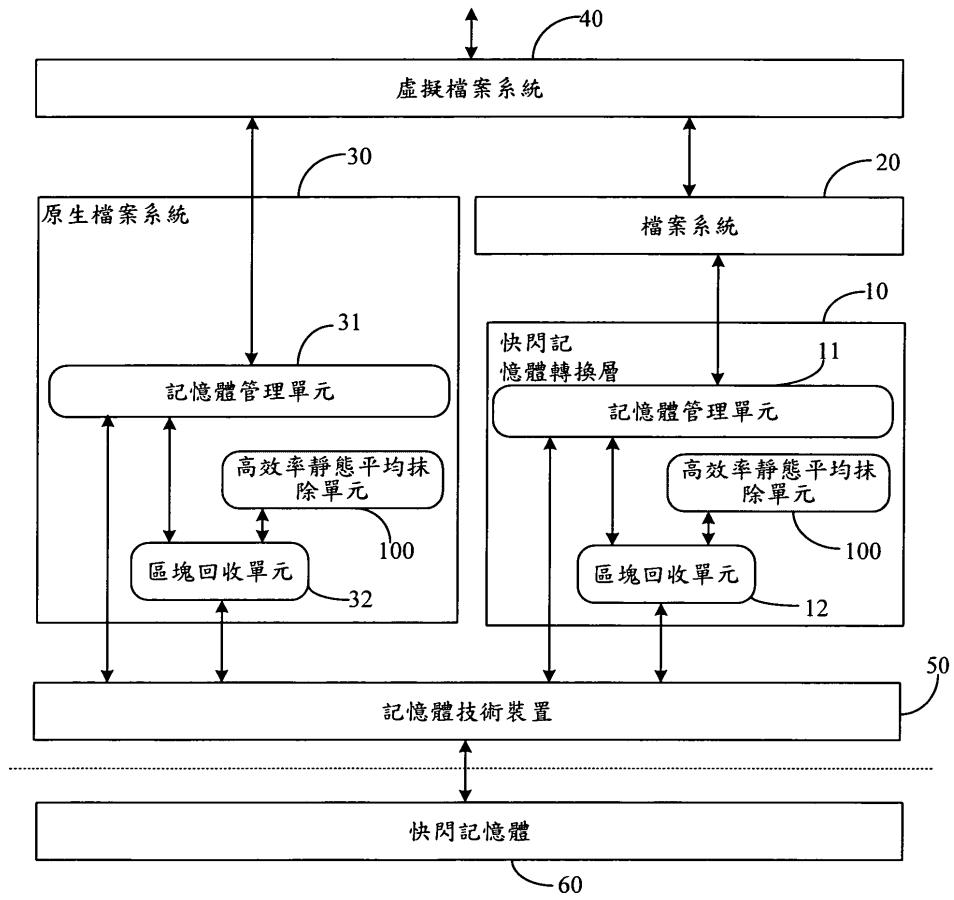 40
虛擬檔案系統
30
20
原生檔案系統
檔案系統
10
31
快閃記
憶體轉換層
11
記憶體管理單元
記憶體管理單元
高效率靜態平均抹
除單元
高效率靜態平均抹
除單元
100
100
區塊回收單元
32
區塊回收單元
12
50
記憶體技術裝置
快閃記憶體
60